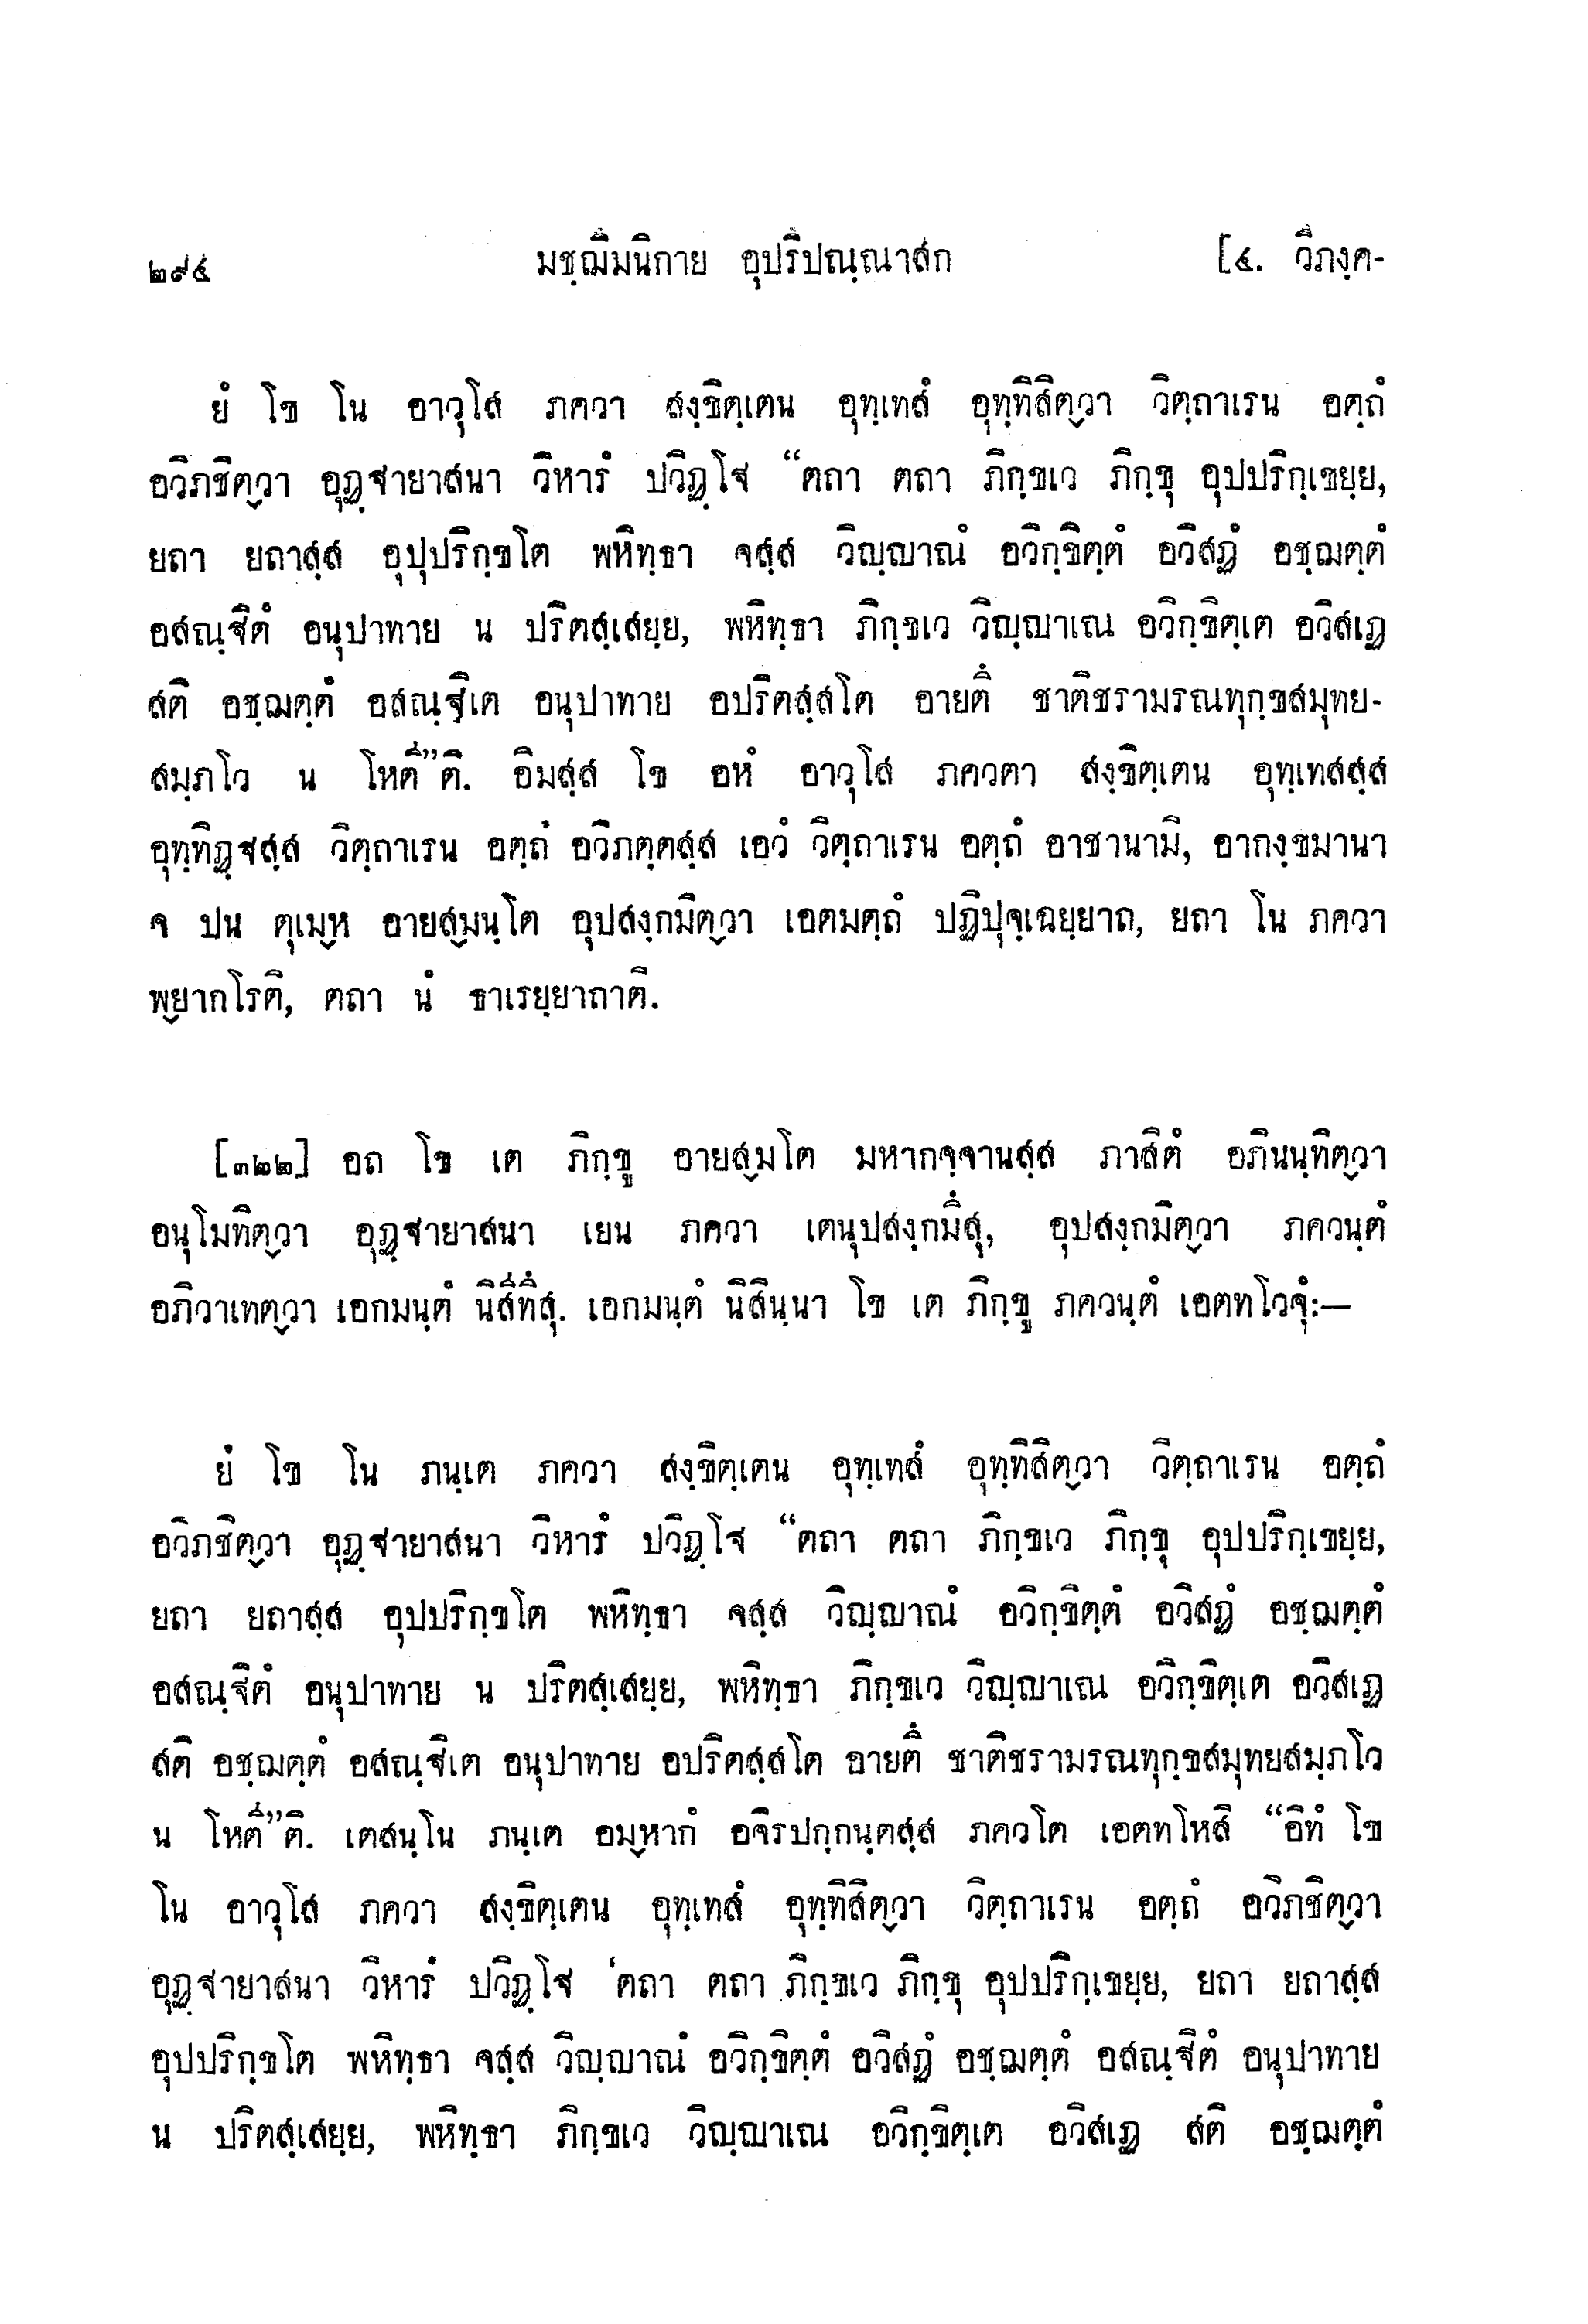 ๒๙๔ มชฺฌิมนิกาย อุปริปณฺณาสก [๔. วิภงฺค-
ยํ โข โน อาวุโส ภควา สงฺขิตฺเตน อุทฺเทสํ อุทฺทิสิตฺวา วิตฺถาเรน อตฺถํ
อวิภชิตฺวา อุฏฺฐายาสนา วิหารํ ปวิฏฺโฐ “ตถา ตถา ภิกฺขเว ภิกฺขุ อุปปริกฺเขยฺย,
ยถา ยถาสฺส อุปุปริกฺขโต พหิทฺธา จสฺส วิญฺญาณํ อวิกฺขิตฺตํ อวิสฏํ อชฺฌตฺตํ
อสณฺฐิตํ อนุปาทาย น ปริตสฺเสยฺย, พหิทฺธา ภิกฺขเว วิญฺญาเณ อวิกฺขิตฺเต อวิสเฏ
สติ อชฺฌตฺตํ อสณฺฐิเต อนุปาทาย อปริตสฺสโต อายตึ ชาติชรามรณทุกฺขสมุทย-
สมฺภโว น โหตี”ติ. อิมสฺส โข อหํ อาวุโส ภควตา สงฺขิตฺเตน อุทฺเทสสฺส
อุทฺทิฏฺฐสฺส วิตฺถาเรน อตฺถํ อวิภตฺตสฺส เอวํ วิตฺถาเรน อตฺถํ อาชานามิ, อากงฺขมานา
จ ปน ตุเมฺห อายสฺมนฺโต อุปสงฺกมิตฺวา เอตมตฺถํ ปฏิปุจฺเฉยฺยาถ, ยถา โน ภควา
พฺยากโรติ, ตถา นํ ธาเรยฺยาถาติ.
[๓๒๒] อถ โข เต ภิกฺขู อายสฺมโต มหากจฺจานสฺส ภาสิตํ อภินนฺทิตฺวา
อนุโมทิตฺวา อุฏฺฐายาสนา เยน ภควา เตนุปสงฺกมึสุ, อุปสงฺกมิตฺวา ภควนฺตํ
อภิวาเทตฺวา เอกมนฺตํ นิสีทึสุ. เอกมนฺตํ นิสินฺนา โข เต ภิกฺขู ภควนฺตํ เอตทโวจุํ:—
ยํ โข โน ภนฺเต ภควา สงฺขิตฺเตน อุทฺเทสํ อุทฺทิสิตฺวา วิตฺถาเรน อตฺถํ
อวิภชิตฺวา อุฏฺฐายาสนา วิหารํ ปวิฏฺโฐ “ตถา ตถา ภิกฺขเว ภิกฺขุ อุปปริกฺเขยฺย,
ยถา ยถาสฺส อุปปริกฺขโต พหิทฺธา จสฺส วิญฺญาณํ อวิกฺขิตฺตํ อวิสฏํ อชฺฌตฺตํ
อสณฺฐิตํ อนุปาทาย น ปริตสฺเสยฺย, พหิทฺธา ภิกฺขเว วิญฺญาเณ อวิกฺขิตฺเต อวิสเฏ
สติ อชฺฌตฺตํ อสณฺฐิเต อนุปาทาย อปริตสฺสโต อายตึ ชาติชรามรณทุกฺขสมุทยสมฺภโว
น โหตี”ติ. เตสนฺโน ภนฺเต อมฺหากํ อจิรปกฺกนฺตสฺส ภควโต เอตทโหสิ “อิทํ โข
โน อาวุโส ภควา สงฺขิตฺเตน อุทฺเทสํ อุทฺทิสิตฺวา วิตฺถาเรน อตฺถํ อวิภชิตฺวา
อุฏฺฐายาสนา วิหารํ ปวิฏฺโฐ ‘ตถา ตถา ภิกฺขเว ภิกฺขุ อุปปริกฺเขยฺย, ยถา ยถาสฺส
อุปปริกฺขโต พหิทฺธา จสฺส วิญฺญาณํ อวิกฺขิตฺตํ อวิสฏํ อชฺฌตฺตํ อสณฺฐิตํ อนุปาทาย
น ปริตสฺเสยฺย, พหิทฺธา ภิกฺขเว วิญฺญาเณ อวิกฺขิตฺเต อวิสเฏ สติ อชฺฌตฺตํ